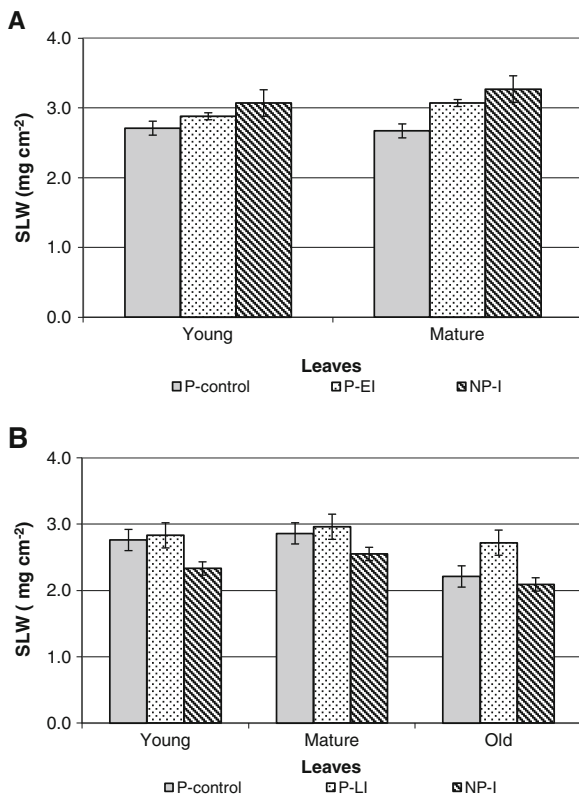 A
4.0
3.0
2.0
1.0
0.0
SLW (mg cm-2)
Young Mature
Leaves
P-control P-EI NP-I
B
4.0
3.0
2.0
1.0
0.0
SLW ( mg cm-2)
Young Mature Old
Leaves
P-control P-LI NP-I